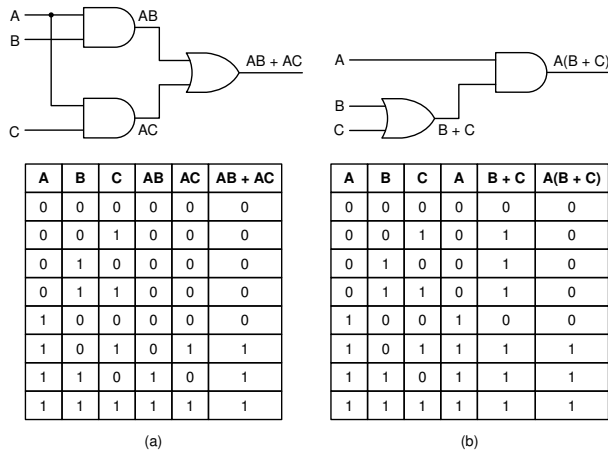 A
B
C
AB
AC
AB + AC
A
B
C
B + C
A(B + C)
A B C AB AC AB + AC
0 0 0 0 0 0
0 0 1 0 0 0
0 1 0 0 0 0
0 1 1 0 0 0
1 0 0 0 0 0
1 0 1 0 1 1
1 1 0 1 0 1
1 1 1 1 1 1
(a)
A B C A B + C A(B + C)
0 0 0 0 0 0
0 0 1 0 1 0
0 1 0 0 1 0
0 1 1 0 1 0
1 0 0 1 0 0
1 0 1 1 1 1
1 1 0 1 1 1
1 1 1 1 1 1
(b)